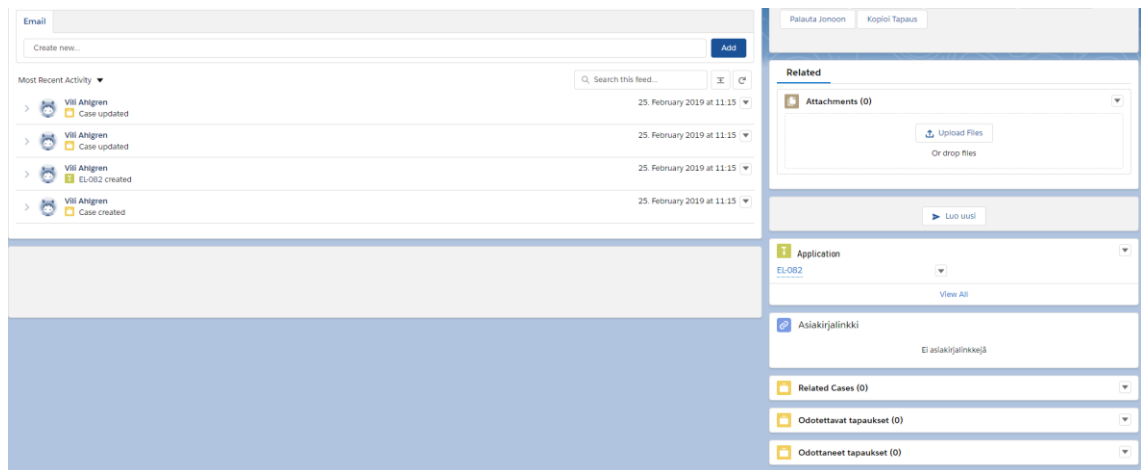 Email
Create new...
Add
Most Recent Activity
Search this feed...
Vili Ahlgren
25. February 2019 at 11:15
Case updated
Vili Ahlgren
25. February 2019 at 11:15
Case updated
Vili Ahlgren
25. February 2019 at 11:15
EL-082 created
Vili Ahlgren
25. February 2019 at 11:15
Case created
Palauta Jonoon Kopioi Tapaus
Related
Attachments (0)
Upload Files
Or drop files
Luo uusi
Application
EL-082
View All
Asiakirjalinkki
Ei asiakirjalinkkejä
Related Cases (0)
Odotettavat tapaukset (0)
Odottaneet tapaukset (0)